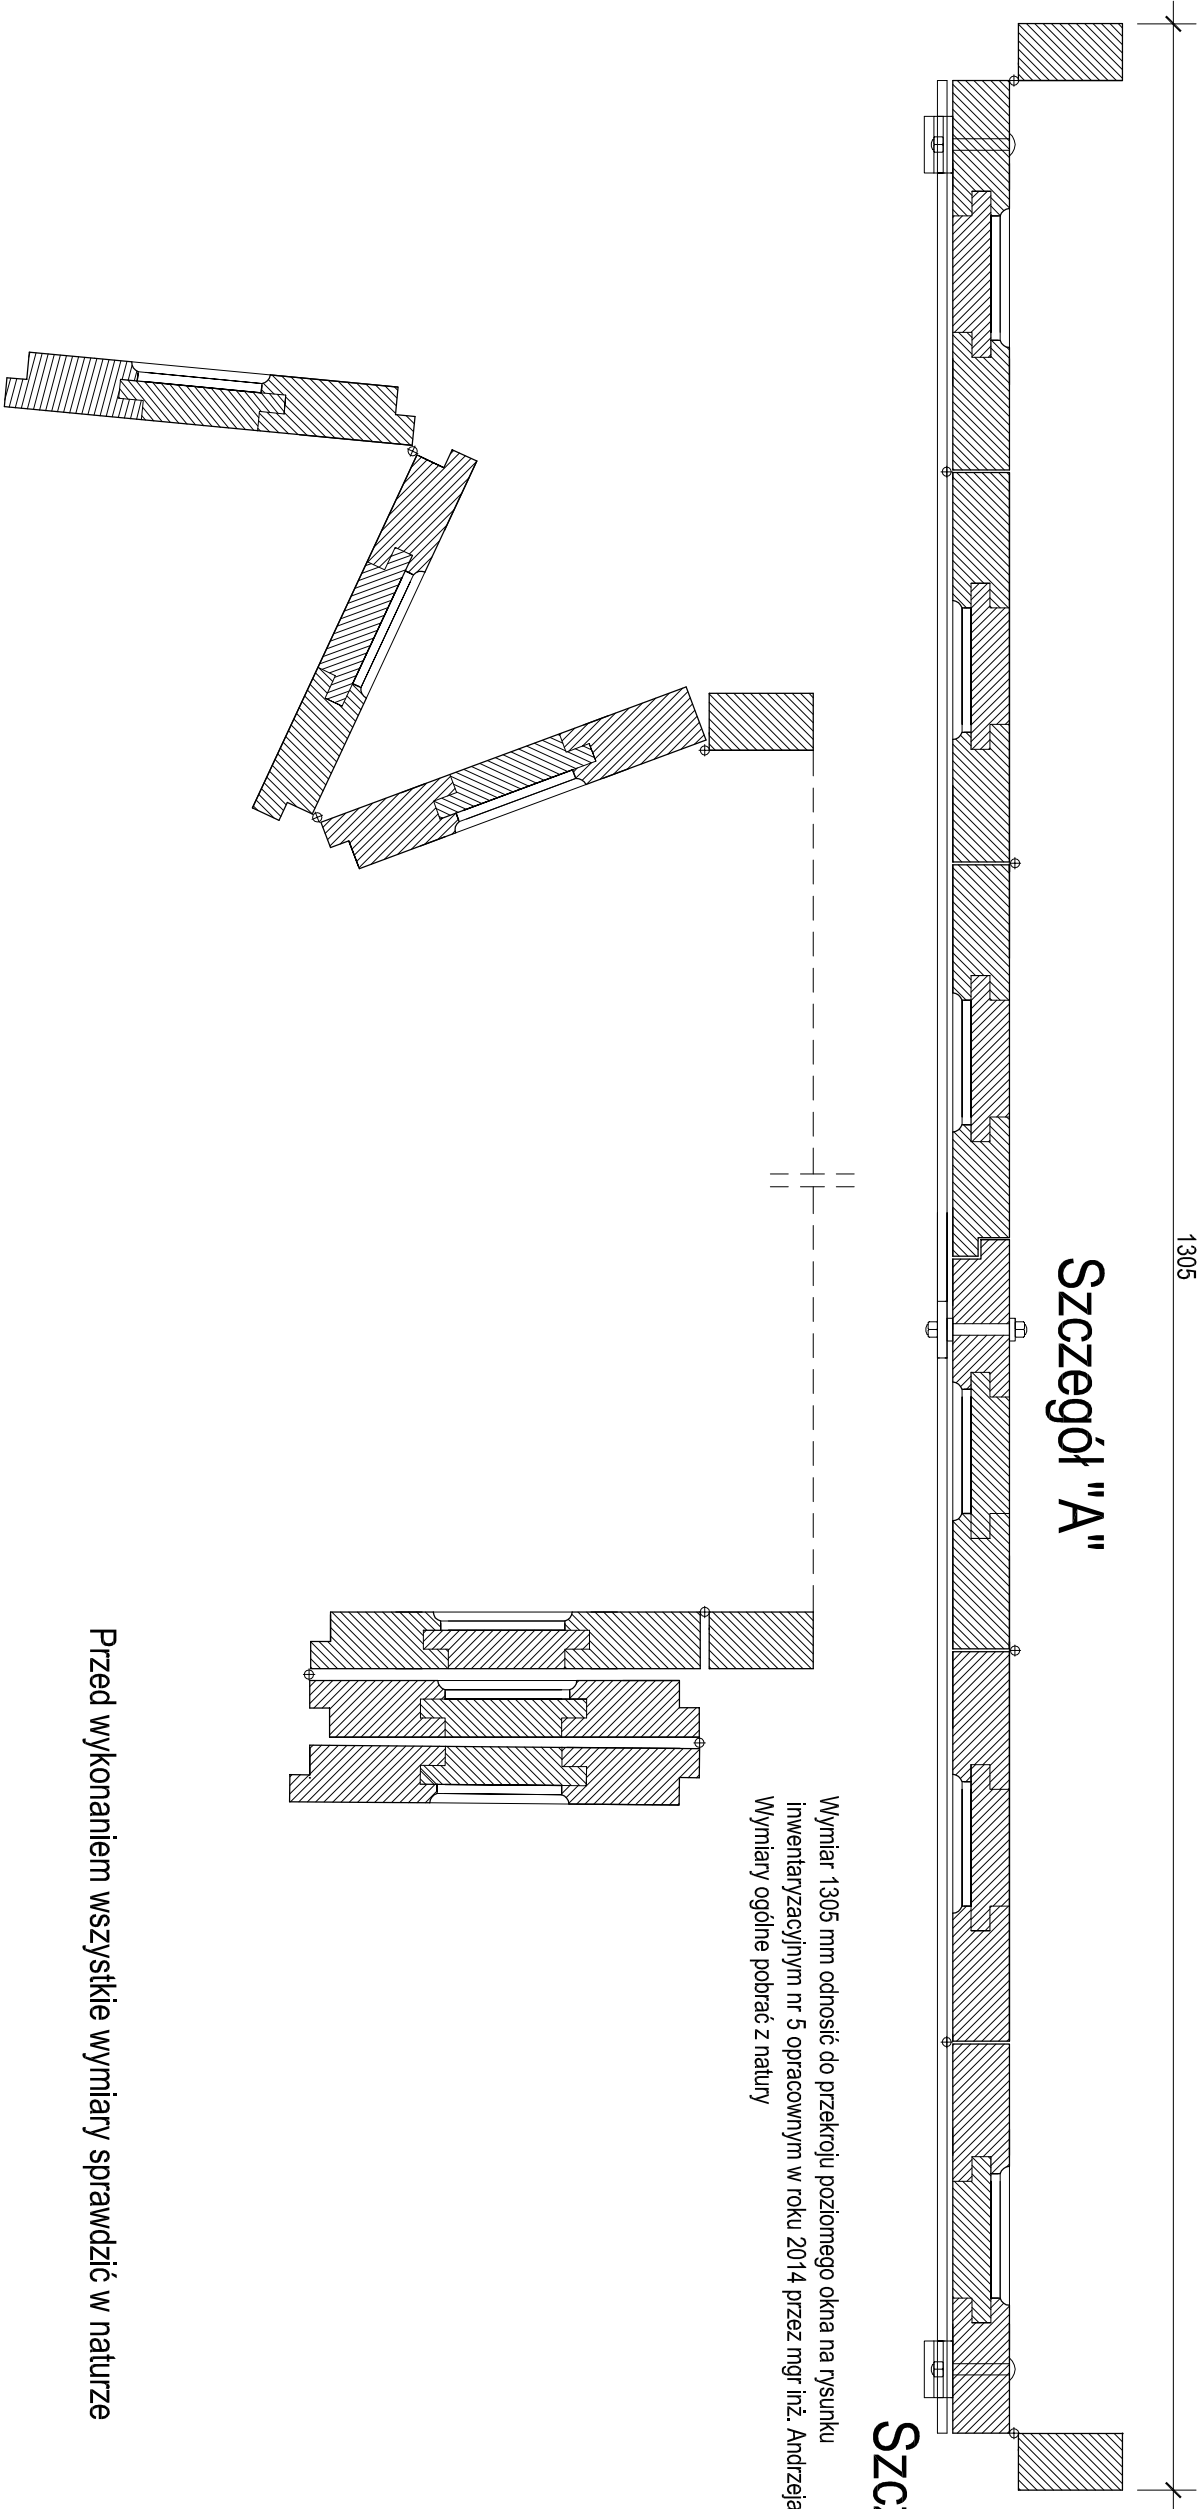 1305
Szczegół "A"
Wymiar 1305 mm odnosić do przekroju poziomego okna na rysunku
inwentaryzacyjnym nr 5 opracownym w roku 2014 przez mgr inż. Andrzeja
Wymiary ogólne pobrać z natury
Przed wykonaniem wszystkie wymiary sprawdzić w naturze